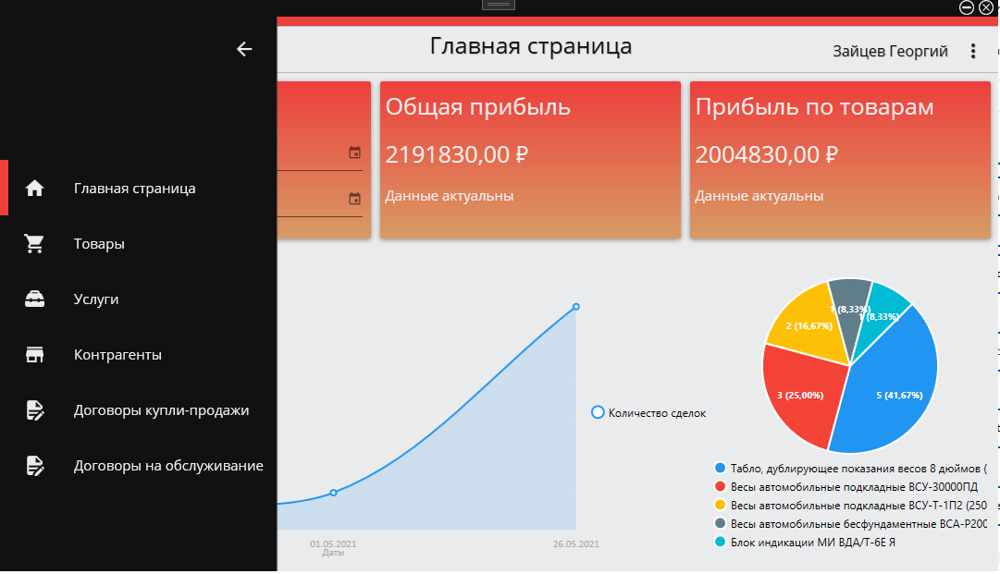 Главная страница
Зайцев Георгий
Главная страница
Товары
Услуги
Контрагенты
Договоры купли-продажи
Договоры на обслуживание
Общая прибыль
2191830,00 ₽
Данные актуальны
Прибыль по товарам
2004830,00 ₽
Данные актуальны
01.05.2021
26.05.2021
Даты
Количество сделок
1 (8,33%)
1 (8,33%)
2 (16,67%)
3 (25,00%)
5 (41,67%)
Табло, дублирующее показания весов 8 дюймов (
Весы автомобильные подкладные ВСУ-30000ПД
Весы автомобильные подкладные ВСУ-Т-1П2 (250
Весы автомобильные бесфундаментные ВСА-Р200
Блок индикации МИ ВДА/Т-6Е Я